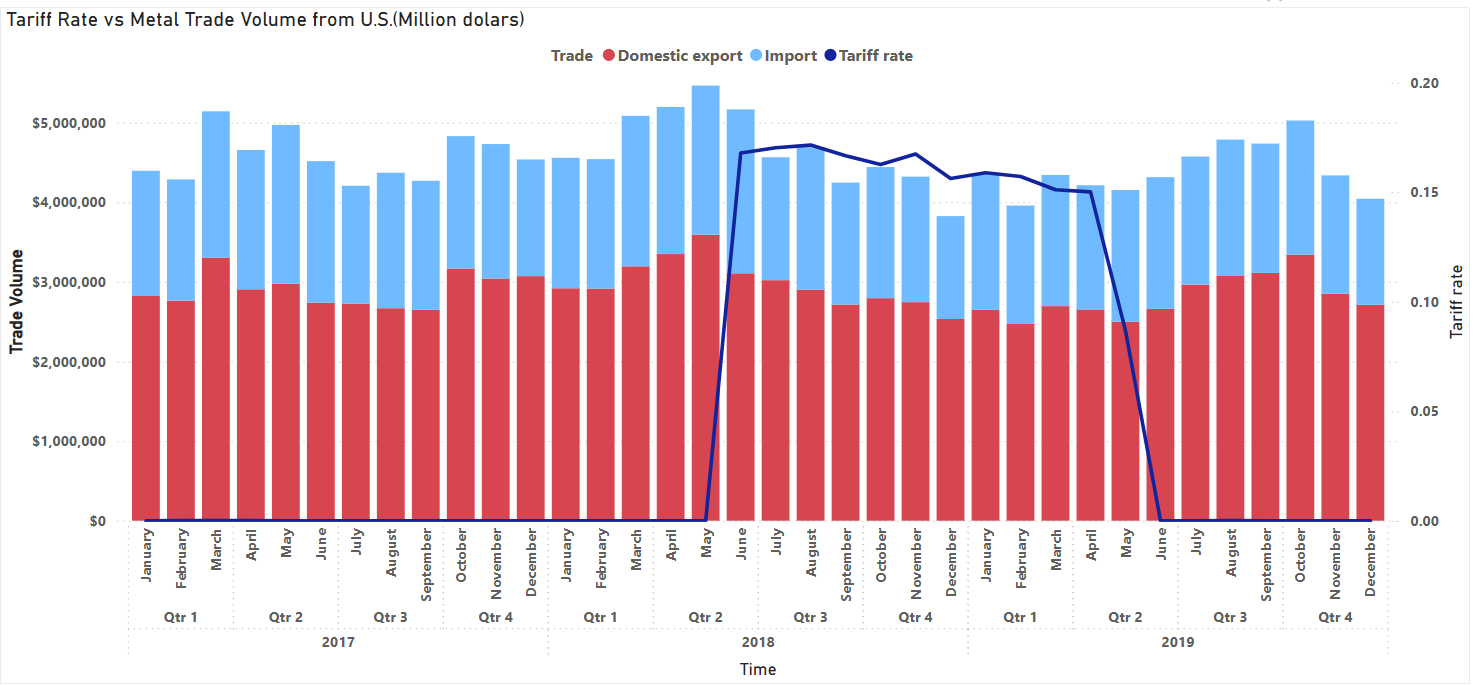 Tariff Rate vs Metal Trade Volume from U.S.(Million dolars)
Trade Domestic export Import Tariff rate
0.20
$5,000,000
$4,000,000
0.15
$3,000,000
0.10
$2,000,000
0.05
$1,000,000
$0
0.00
Trade Volume
Tariff rate
January February March April May June July August September October November December January February March April May June July August September October November December January February March April May June July August September October November December
Qtr 1 Qtr 2 Qtr 3 Qtr 4 Qtr 1 Qtr 2 Qtr 3 Qtr 4 Qtr 1 Qtr 2 Qtr 3 Qtr 4
2017 2018 2019
Time